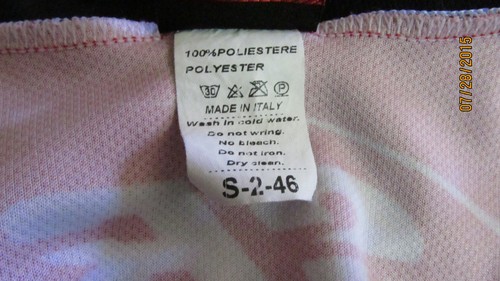 100%POLIESTERE
POLYESTER
30 P
MADE IN ITALY
Wash in cold water.
Do not wring.
No bleach.
Do not iron.
Dry clean.
S-2-46
07/28/2015